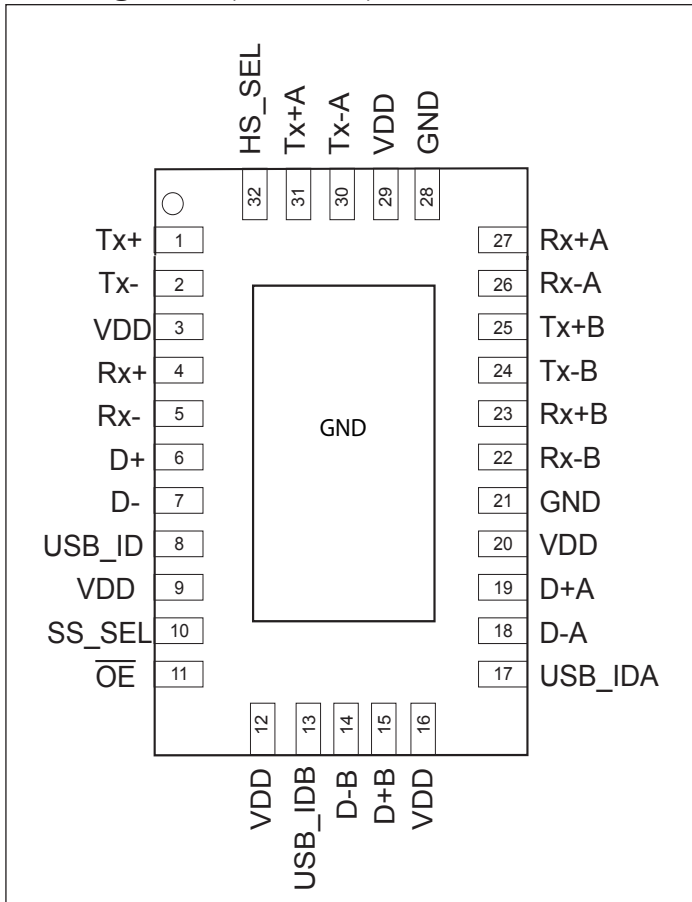 HS_SEL
Tx+A
Tx-A
VDD
GND
32
31
30
29
28
Tx+ 1
Tx- 2
VDD 3
Rx+ 4
Rx- 5
D+ 6
D- 7
USB_ID 8
VDD 9
SS_SEL 10
OE 11
GND
27 Rx+A
26 Rx-A
25 Tx+B
24 Tx-B
23 Rx+B
22 Rx-B
21 GND
20 VDD
19 D+A
18 D-A
17 USB_IDA
12
13
14
15
16
VDD
USB_IDB
D-B
D+B
VDD